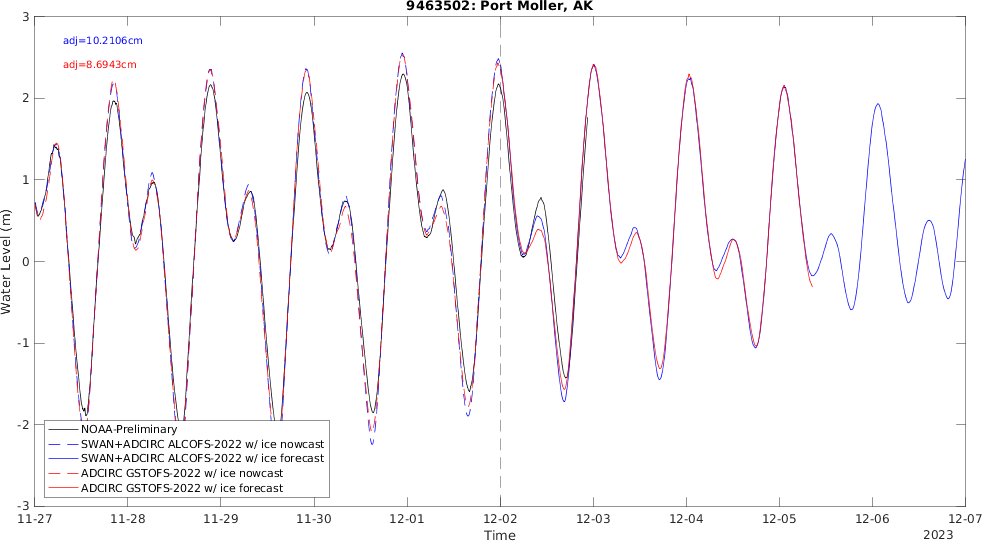 9463502: Port Moller, AK
adj=10.2106cm
adj=8.6943cm
Water Level (m)
3
2
1
0
-1
-2
-3
NOAA-Preliminary
SWAN+ADCIRC ALCOFS-2022 w/ ice nowcast
SWAN+ADCIRC ALCOFS-2022 w/ ice forecast
ADCIRC GSTOFS-2022 w/ ice nowcast
ADCIRC GSTOFS-2022 w/ ice forecast
11-27 11-28 11-29 11-30 12-01 12-02 12-03 12-04 12-05 12-06 12-07
Time
2023